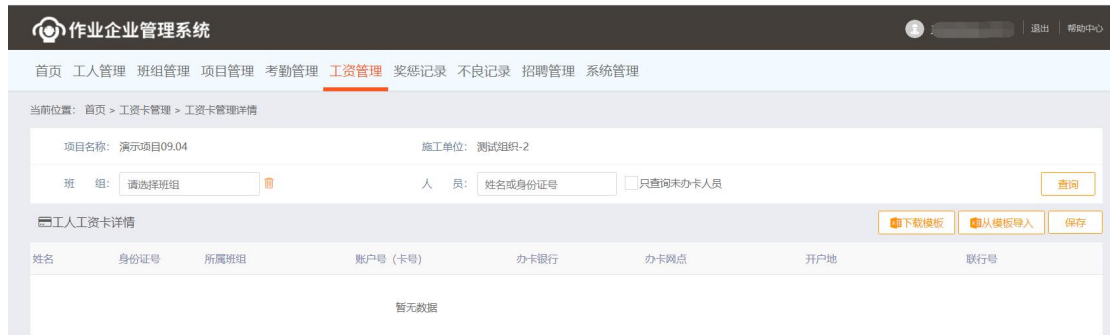 作业企业管理系统 退出 帮助中心
首页 工人管理 班组管理 项目管理 考勤管理 工资管理 奖惩记录 不良记录 招聘管理 系统管理
当前位置: 首页 > 工资卡管理 > 工资卡管理详情
项目名称: 演示项目09.04 施工单位: 测试组织-2
班 组: 请选择班组 人 员: 姓名或身份证号 只查询未办卡人员 查询
工人工资卡详情 下载模板 从模板导入 保存
姓名 身份证号 所属班组 账户号 (卡号) 办卡银行 办卡网点 开户地 联行号
暂无数据